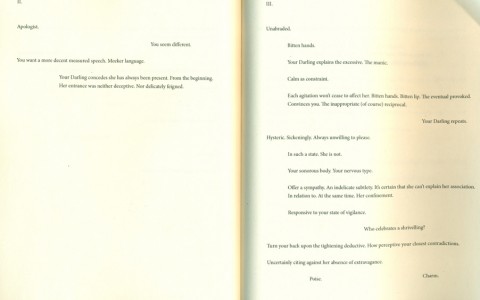 II.
Apologist.
You seem different.
You want a more decent measured speech. Meeker language.
Your Darling concedes she has always been present. From the beginning.
Her entrance was neither deceptive. Nor delicately feigned.
III.
Unabraded.
Bitten hands.
Your Darling explains the excessive. The music.
Calm as constraint.
Each agitation won't cease to affect her. Bitten hands. Bitten lip. The eventual provoked.
Convinces you. The inappropriate (of course) reciprocal.
Your Darling repeats.
Hysteric. Sickeningly. Always unwilling to please.
In such a state. She is not.
Your sonorous body. Your nervous type.
Offer a sympathy. An indelicate subtlety. It's certain that she can't explain her association.
In relation to. At the same time. Her confinement.
Responsive to your state of vigilance.
Who celebrates a shrivelling?
Turn your back upon the tightening deductive. How perceptive your closest contradictions.
Uncertainly citing against her absence of extravagance.
Poise.
Charm.